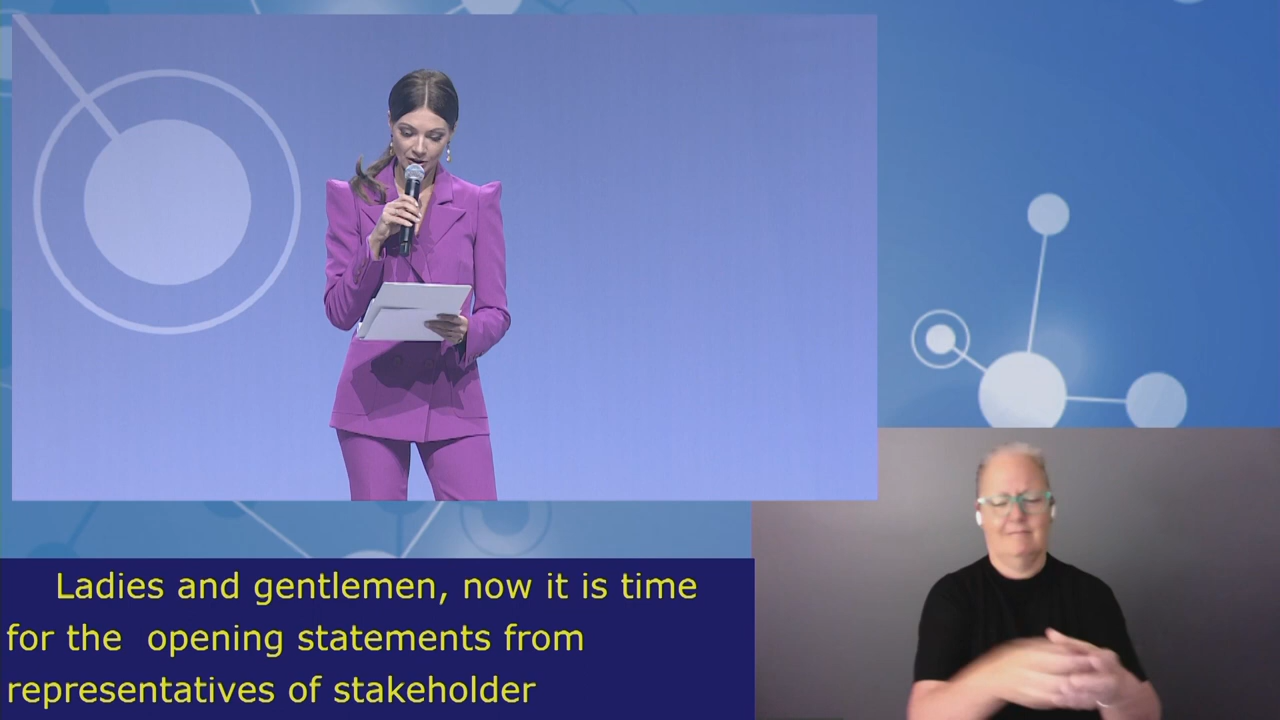 Ladies and gentlemen, now it is time
for the opening statements from
representatives of stakeholder